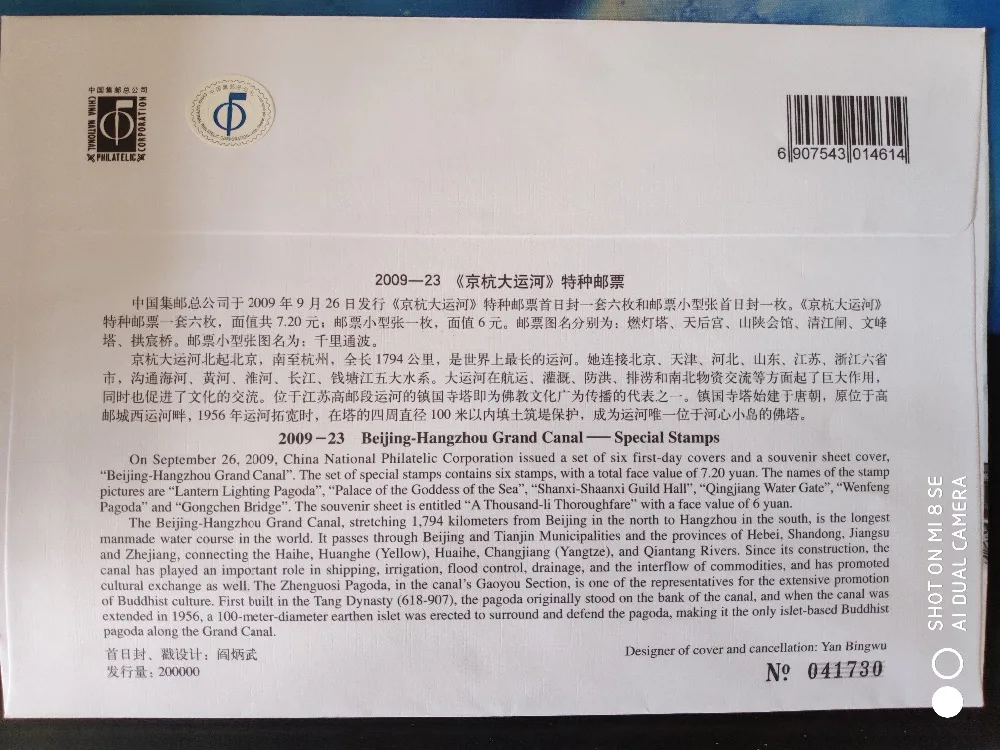 中国集邮总公司
CHINA NATIONAL
PHILATELIC
CORPORATION
6 907543 014614
2009—23 《京杭大运河》特种邮票
中国集邮总公司于 2009 年 9 月 26 日发行《京杭大运河》特种邮票首日封一套六枚和邮票小型张首日封一枚。《京杭大运河》
特种邮票一套六枚，面值共 7.20 元；邮票小型张一枚，面值 6 元。邮票图名分别为：燃灯塔、天后宫、山陕会馆、清江闸、文峰
塔、拱宸桥。邮票小型张图名为：千里通波。
京杭大运河北起北京，南至杭州，全长 1794 公里，是世界上最长的运河。她连接北京、天津、河北、山东、江苏、浙江六省
市，沟通海河、黄河、淮河、长江、钱塘江五大水系。大运河在航运、灌溉、防洪、排涝和南北物资交流等方面起了巨大作用，
同时也促进了文化的交流。位于江苏高邮段运河的镇国寺塔即为佛教文化广为传播的代表之一。镇国寺塔始建于唐朝，原位于高
邮城西运河畔，1956 年运河拓宽时，在塔的四周直径 100 米以内填土筑堤保护，成为运河唯一位于河心小岛的佛塔。
2009－23 Beijing-Hangzhou Grand Canal —— Special Stamps
On September 26, 2009, China National Philatelic Corporation issued a set of six first-day covers and a souvenir sheet cover,
“Beijing-Hangzhou Grand Canal”. The set of special stamps contains six stamps, with a total face value of 7.20 yuan. The names of the stamp
pictures are “Lantern Lighting Pagoda”, “Palace of the Goddess of the Sea”, “Shanxi-Shaanxi Guild Hall”, “Qingjiang Water Gate”, “Wenfeng
Pagoda” and “Gongchen Bridge”. The souvenir sheet is entitled “A Thousand-li Thoroughfare” with a face value of 6 yuan.
The Beijing-Hangzhou Grand Canal, stretching 1,794 kilometers from Beijing in the north to Hangzhou in the south, is the longest
manmade water course in the world. It passes through Beijing and Tianjin Municipalities and the provinces of Hebei, Shandong, Jiangsu
and Zhejiang, connecting the Haihe, Huanghe (Yellow), Huaihe, Changjiang (Yangtze), and Qiantang Rivers. Since its construction, the
canal has played an important role in shipping, irrigation, flood control, drainage, and the interflow of commodities, and has promoted
cultural exchange as well. The Zhenguosi Pagoda, in the canal’s Gaoyou Section, is one of the representatives for the extensive promotion
of Buddhist culture. First built in the Tang Dynasty (618-907), the pagoda originally stood on the bank of the canal, and when the canal was
extended in 1956, a 100-meter-diameter earthen islet was erected to surround and defend the pagoda, making it the only islet-based Buddhist
pagoda along the Grand Canal.
首日封、戳设计：阎炳武
发行量：200000
Designer of cover and cancellation: Yan Bingwu
№ 041730
SHOT ON MI 8 SE
AI DUAL CAMERA